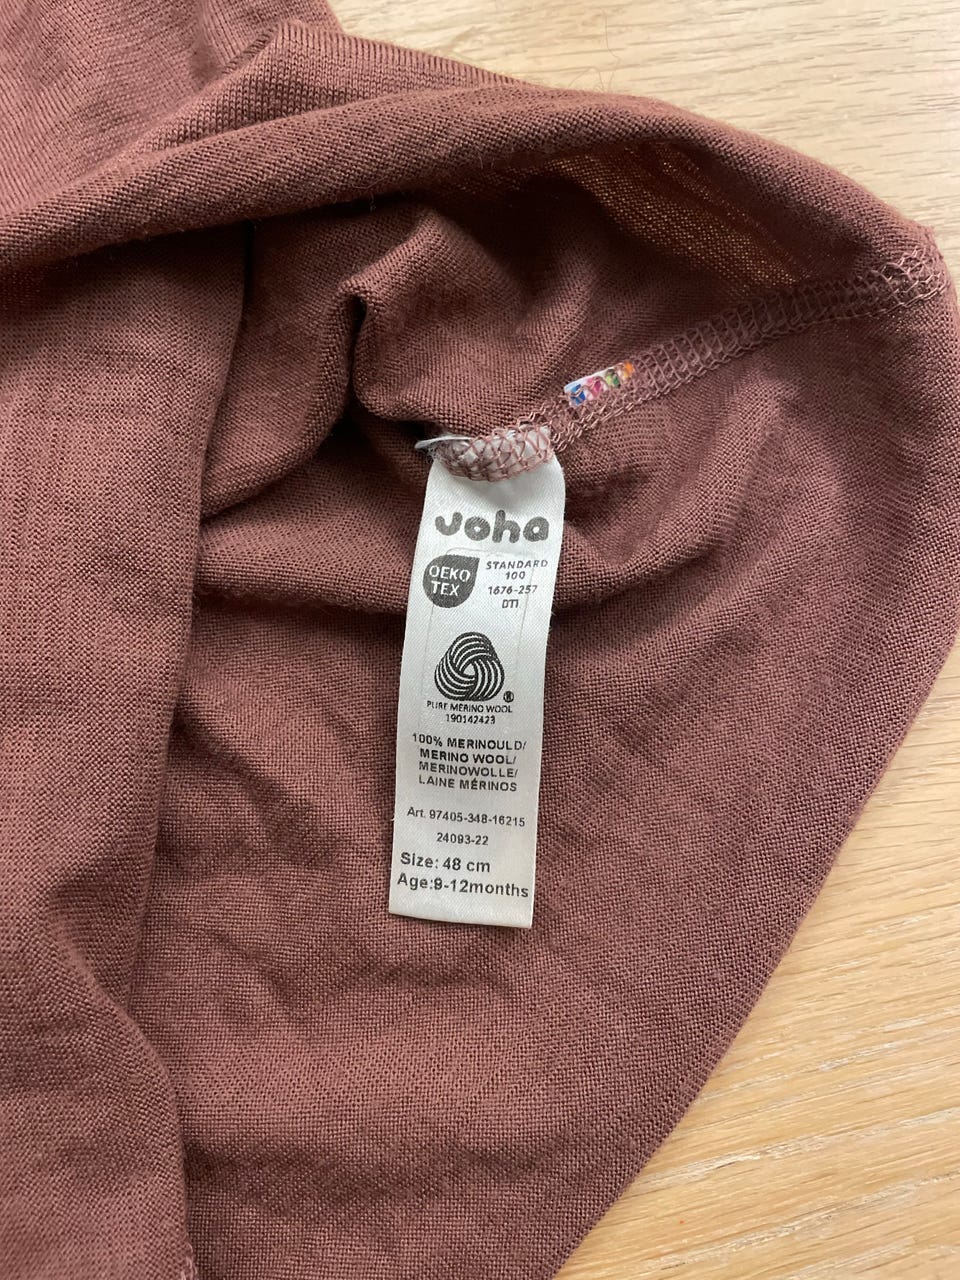 Joha
OEKO
TEX
STANDARD
100
1676-257
DTI
PURE MERINO WOOL
190142423
100% MERINOULD/
MERINO WOOL/
MERINOWOLLE/
LAINE MÉRINOS
Art. 97405-348-16215
24093-22
Size: 48 cm
Age:9-12months